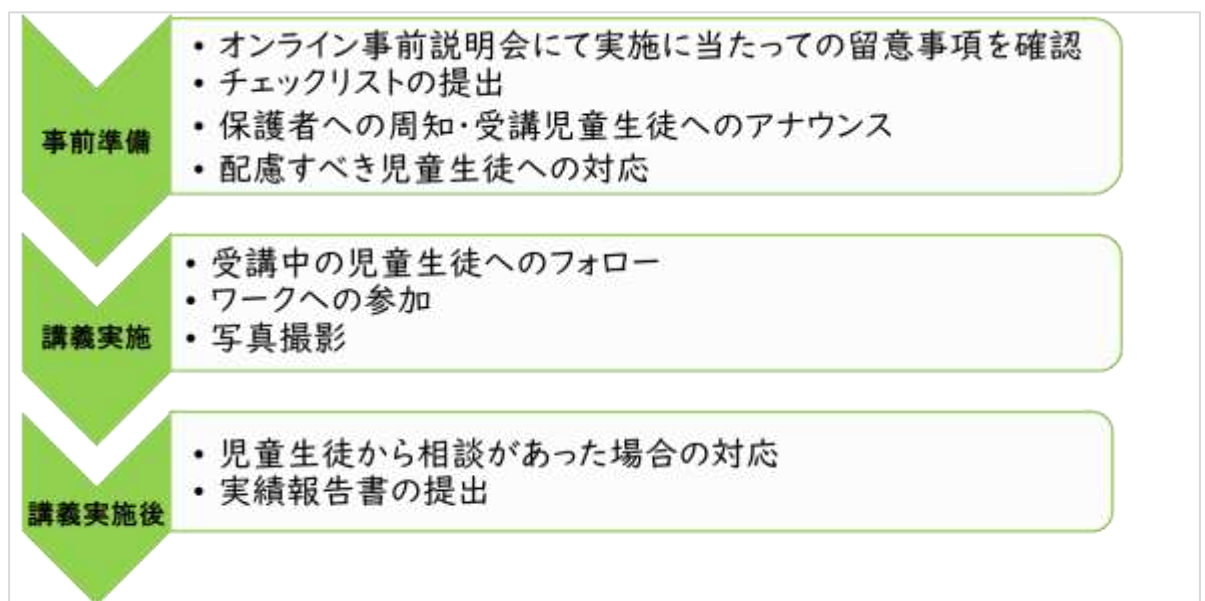 事前準備
• オンライン事前説明会にて実施に当たっての留意事項を確認
• チェックリストの提出
• 保護者への周知・受講児童生徒へのアナウンス
• 配慮すべき児童生徒への対応
講義実施
• 受講中の児童生徒へのフォロー
• ワークへの参加
• 写真撮影
講義実施後
• 児童生徒から相談があった場合の対応
• 実績報告書の提出